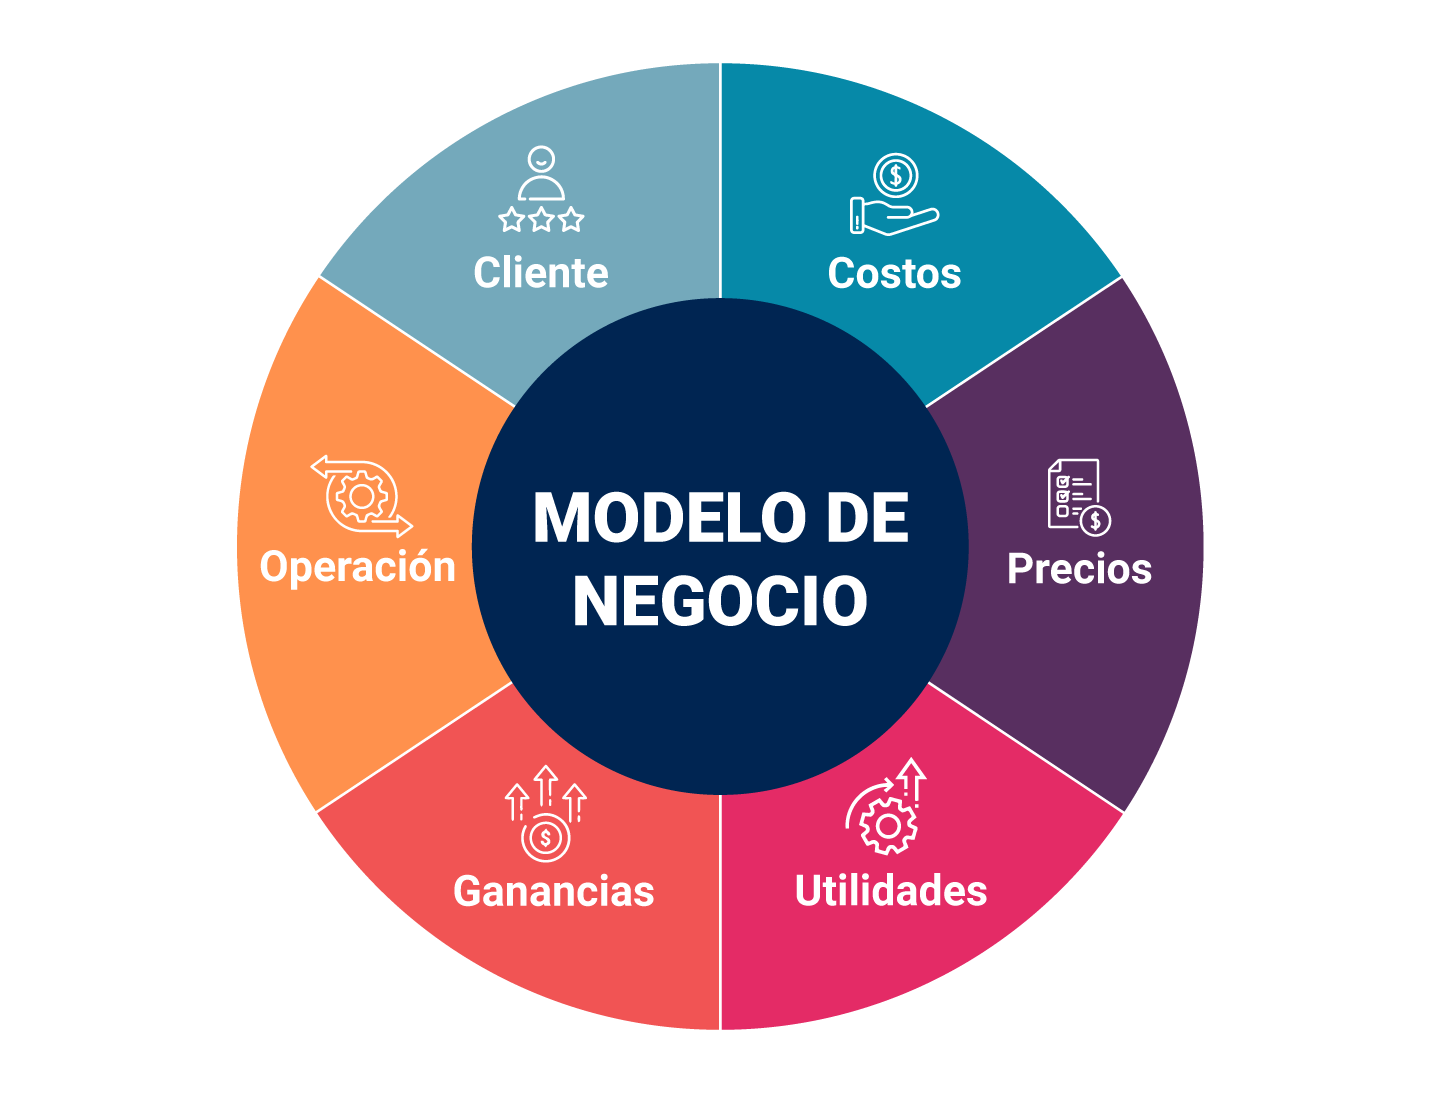 Cliente
Costos
Operación
MODELO DE
NEGOCIO
Precios
Ganancias
Utilidades